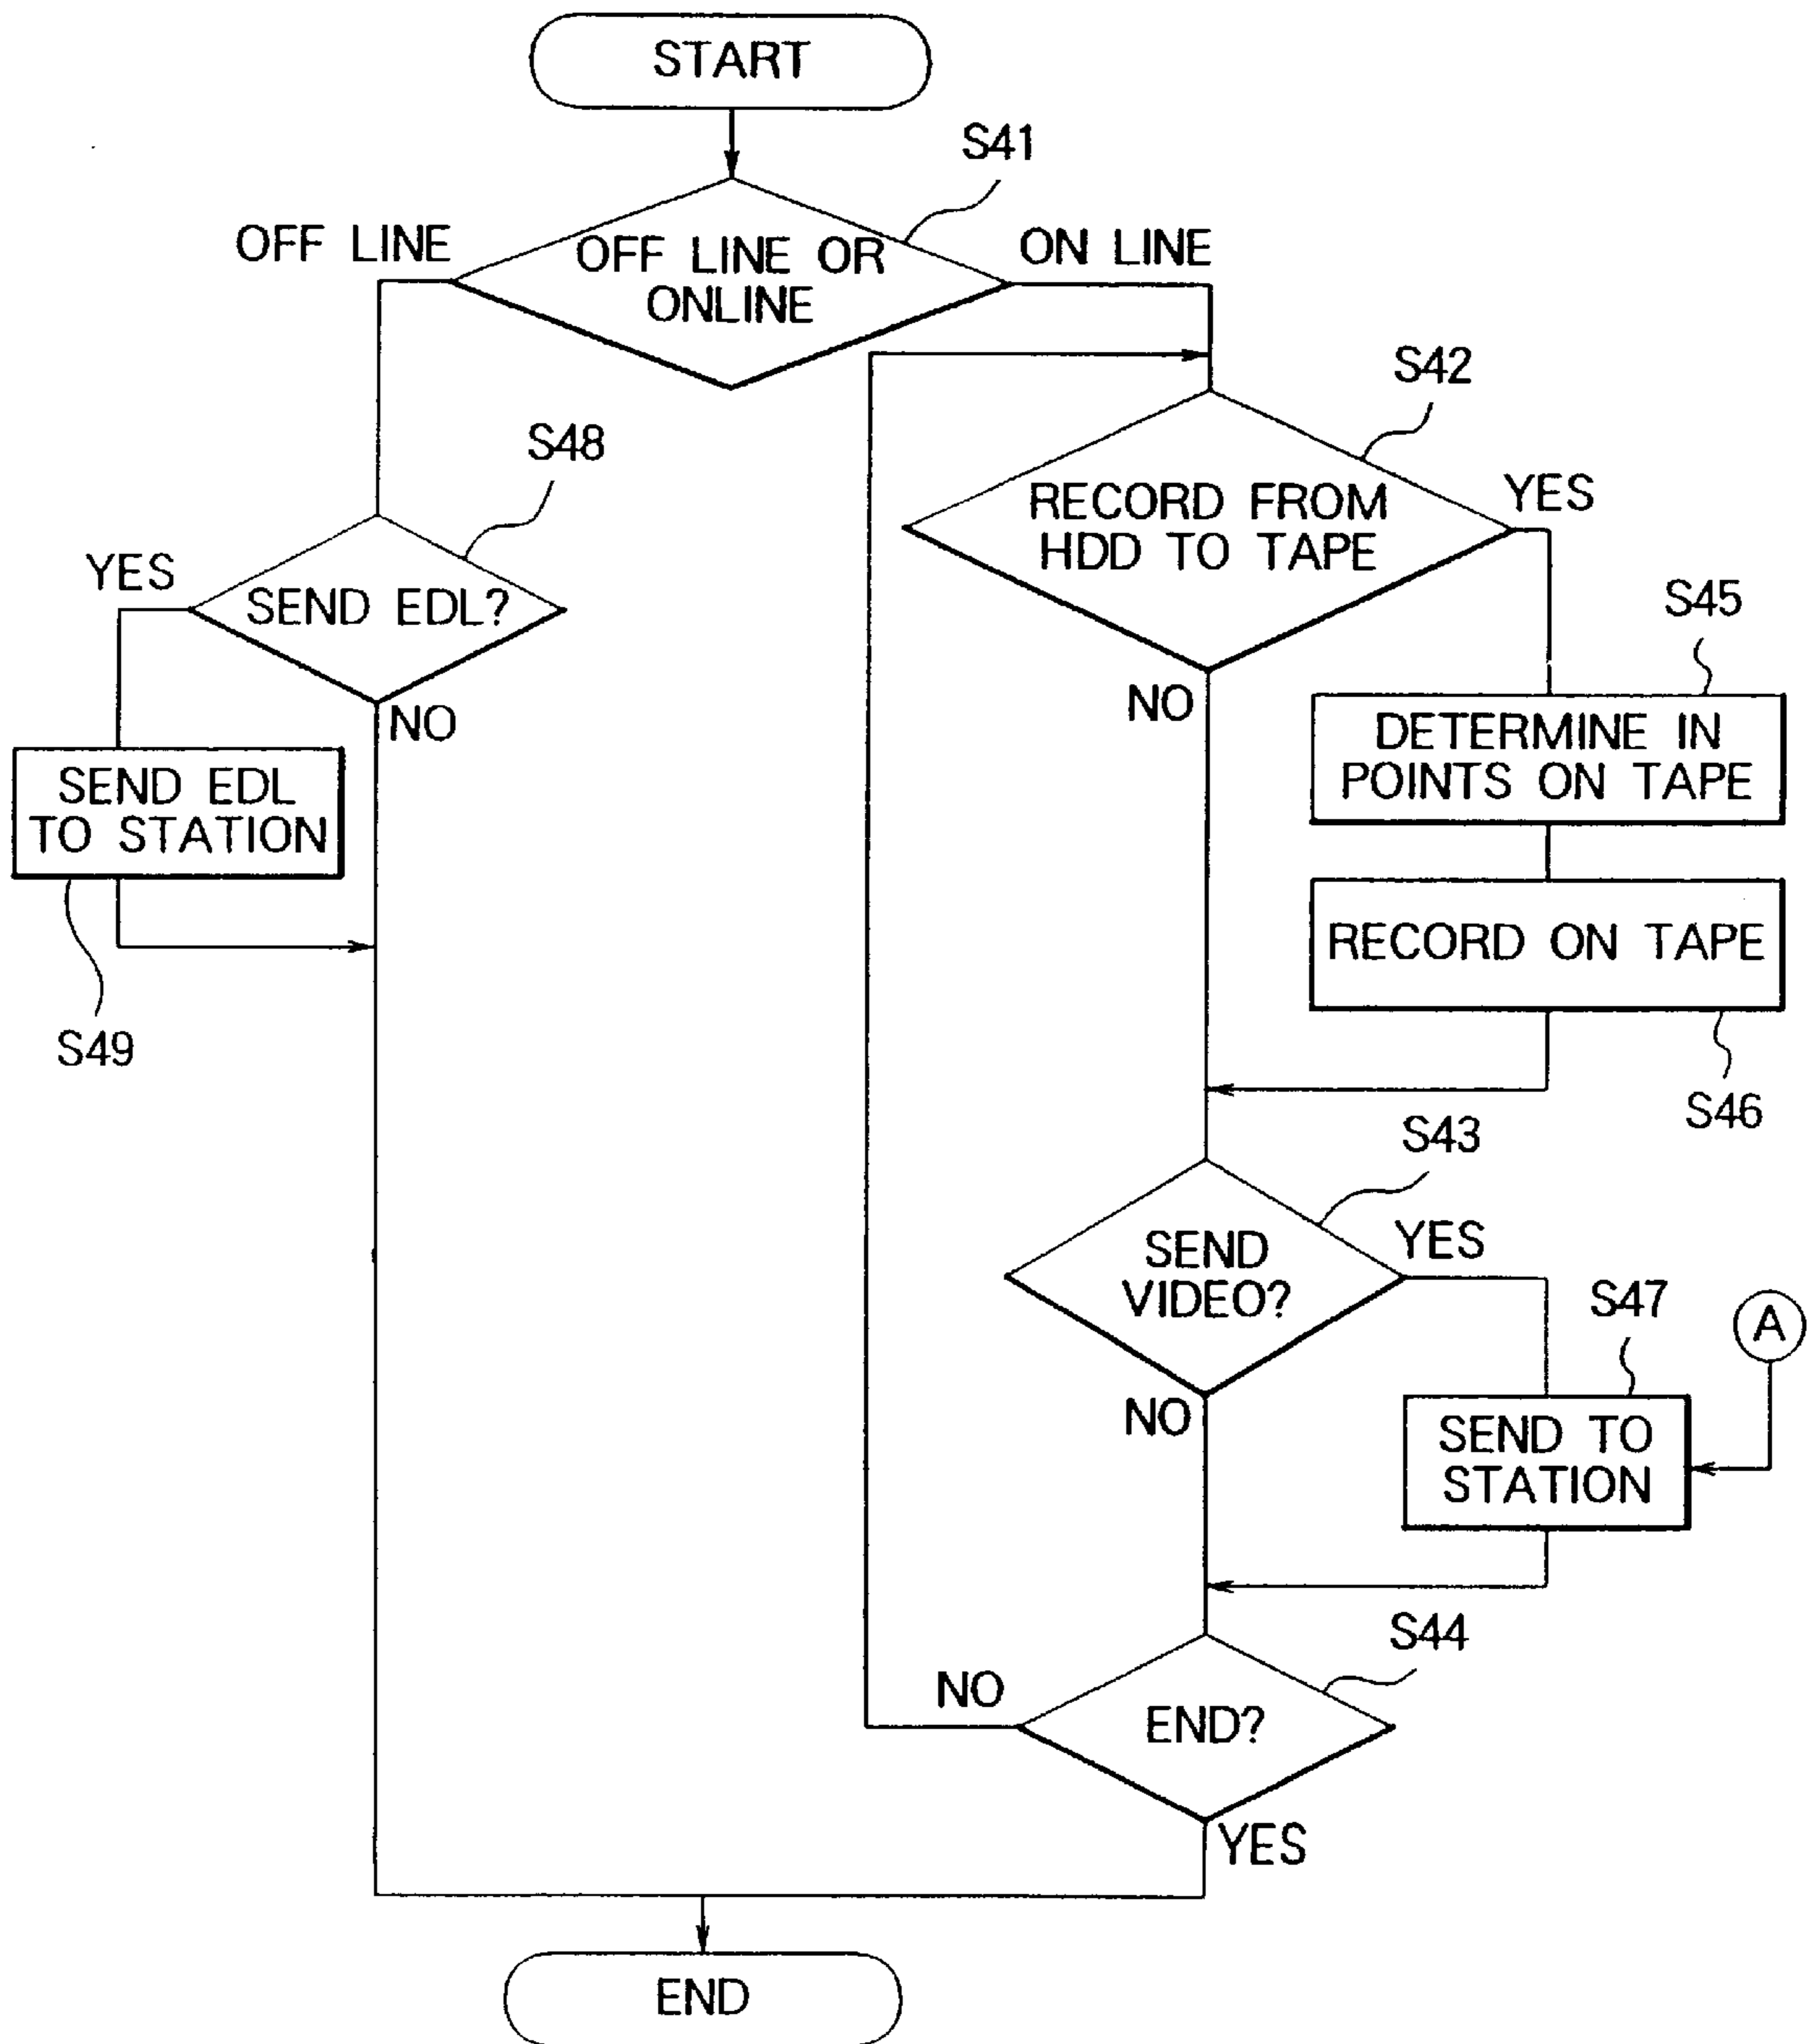 START
S41
OFF LINE
OFF LINE OR
ONLINE
ON LINE
S42
S48
RECORD FROM
HDD TO TAPE
YES
YES
SEND EDL?
S45
NO
NO
DETERMINE IN
POINTS ON TAPE
SEND EDL
TO STATION
RECORD ON TAPE
S49
S46
S43
SEND
VIDEO?
YES
S47
A
NO
SEND TO
STATION
S44
NO
END?
YES
END